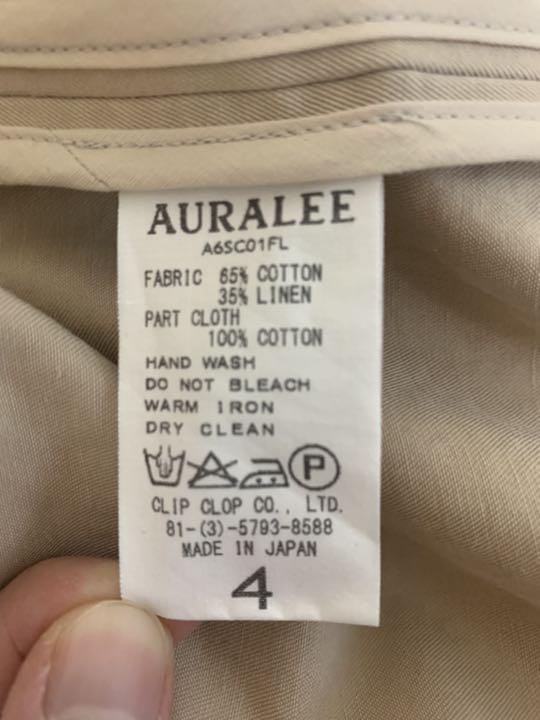 AURALEE
A6SC01FL
FABRIC 65% COTTON
35% LINEN
PART CLOTH
100% COTTON
HAND WASH
DO NOT BLEACH
WARM IRON
DRY CLEAN
P
CLIP CLOP CO., LTD.
81-(3)-5793-8588
MADE IN JAPAN
4